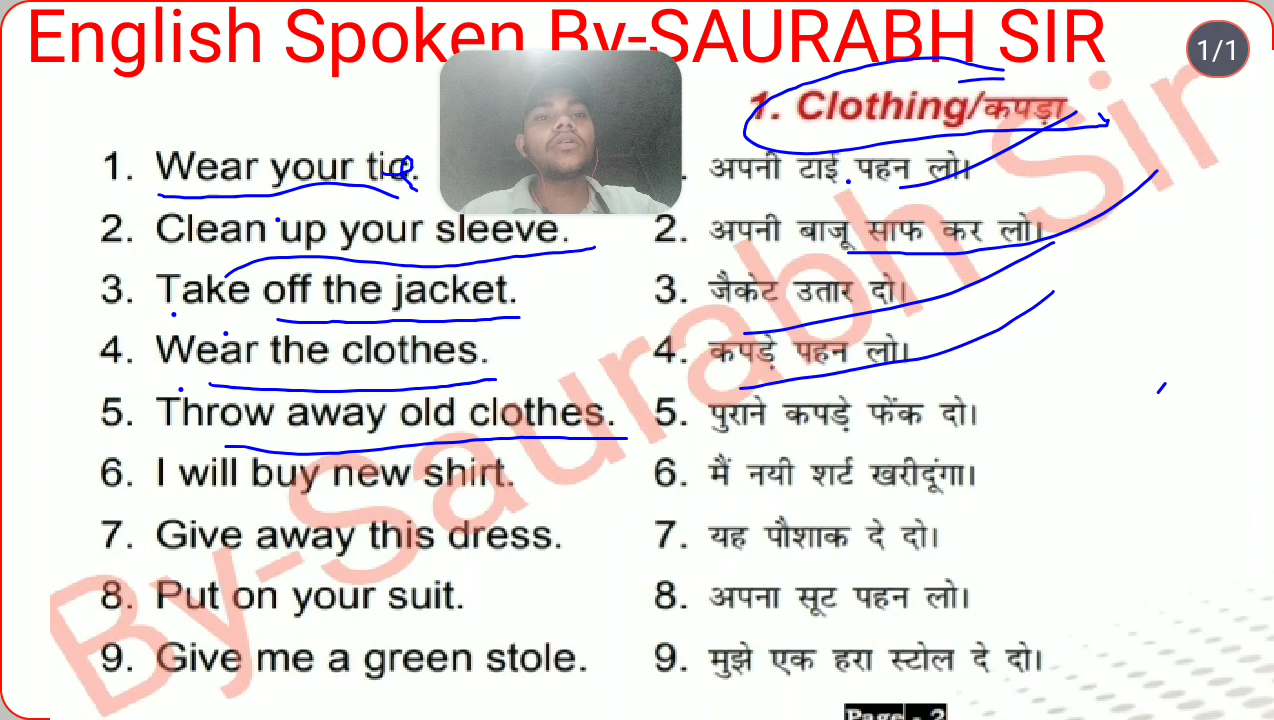 English Spoken By-SAURABH SIR
1/1
1. Clothing/कपड़ा
1. Wear your tie. . अपनी टाई पहन लो।
2. Clean up your sleeve. 2. अपनी बाजू साफ कर लो।
3. Take off the jacket. 3. जैकेट उतार दो।
4. Wear the clothes. 4. कपड़े पहन लो।
5. Throw away old clothes. 5. पुराने कपड़े फेंक दो।
6. I will buy new shirt. 6. मैं नयी शर्ट खरीदूंगा।
7. Give away this dress. 7. यह पौशाक दे दो।
8. Put on your suit. 8. अपना सूट पहन लो।
9. Give me a green stole. 9. मुझे एक हरा स्टोल दे दो।
By-Saurabh Sir
Page - 2